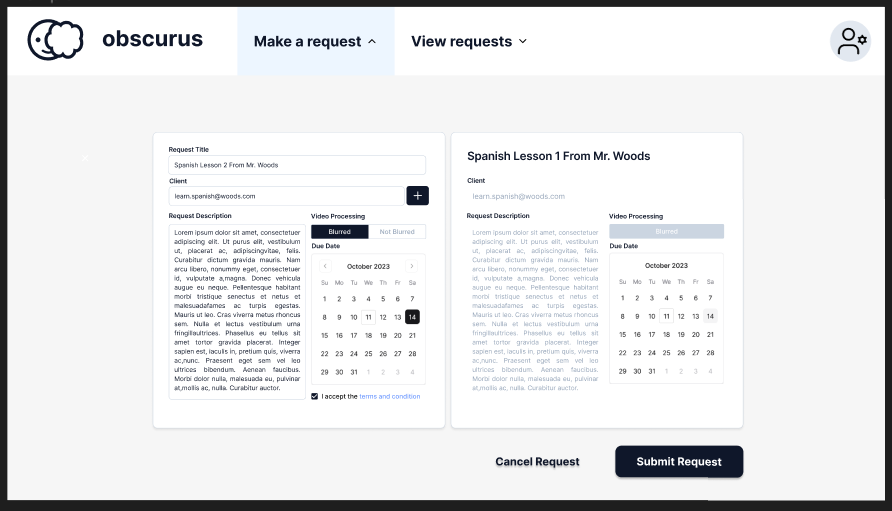 obscurus
Make a request
View requests
Request Title
Spanish Lesson 2 From Mr. Woods
Client
learn.spanish@woods.com
+
Request Description
Lorem ipsum dolor sit amet, consectetuer
adipiscing elit. Ut purus elit, vestibulum
ut, placerat ac, adipiscingvitae, felis.
Curabitur dictum gravida mauris. Nam
arcu libero, nonummy eget, consectetuer
id, vulputate a,magna. Donec vehicula
augue eu neque. Pellentesque habitant
morbi tristique senectus et netus et
malesuadafames ac turpis egestas.
Mauris ut leo. Cras viverra metus rhoncus
sem. Nulla et lectus vestibulum urna
fringillaultrices. Phasellus eu tellus sit
amet tortor gravida placerat. Integer
sapien est, iaculis in, pretium quis, viverra
ac,nunc. Praesent eget sem vel leo
ultrices bibendum. Aenean faucibus.
Morbi dolor nulla, malesuada eu, pulvinar
at,mollis ac, nulla. Curabitur auctor.
Video Processing
Blurred Not Blurred
Due Date
October 2023
Su Mo Tu We Th Fr Sa
1 2 3 4 5 6 7
8 9 10 11 12 13 14
15 16 17 18 19 20 21
22 23 24 25 26 27 28
29 30 31 1 2 3 4
I accept the terms and condition
Spanish Lesson 1 From Mr. Woods
Client
learn.spanish@woods.com
Request Description
Lorem ipsum dolor sit amet, consectetuer
adipiscing elit. Ut purus elit, vestibulum
ut, placerat ac, adipiscingvitae, felis.
Curabitur dictum gravida mauris. Nam
arcu libero, nonummy eget, consectetuer
id, vulputate a,magna. Donec vehicula
augue eu neque. Pellentesque habitant
morbi tristique senectus et netus et
malesuadafames ac turpis egestas.
Mauris ut leo. Cras viverra metus rhoncus
sem. Nulla et lectus vestibulum urna
fringillaultrices. Phasellus eu tellus sit
amet tortor gravida placerat. Integer
sapien est, iaculis in, pretium quis, viverra
ac,nunc. Praesent eget sem vel leo
ultrices bibendum. Aenean faucibus.
Morbi dolor nulla, malesuada eu, pulvinar
at,mollis ac, nulla. Curabitur auctor.
Video Processing
Blurred
Due Date
October 2023
Su Mo Tu We Th Fr Sa
1 2 3 4 5 6 7
8 9 10 11 12 13 14
15 16 17 18 19 20 21
22 23 24 25 26 27 28
29 30 31 1 2 3 4
Cancel Request
Submit Request